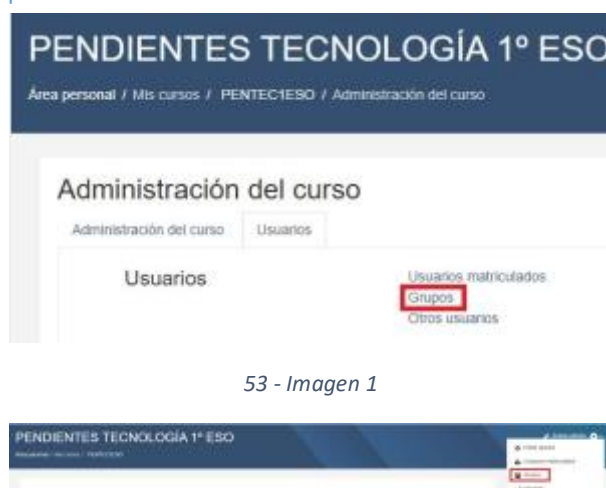 PENDIENTES TECNOLOGÍA 1º ESO
Área personal / Mis cursos / PENTEC1ESO / Administración del curso
Administración del curso
Administración del curso Usuarios
Usuarios
Usuarios matriculados
Grupos
Otros usuarios
53 - Imagen 1
PENDIENTES TECNOLOGÍA 1º ESO